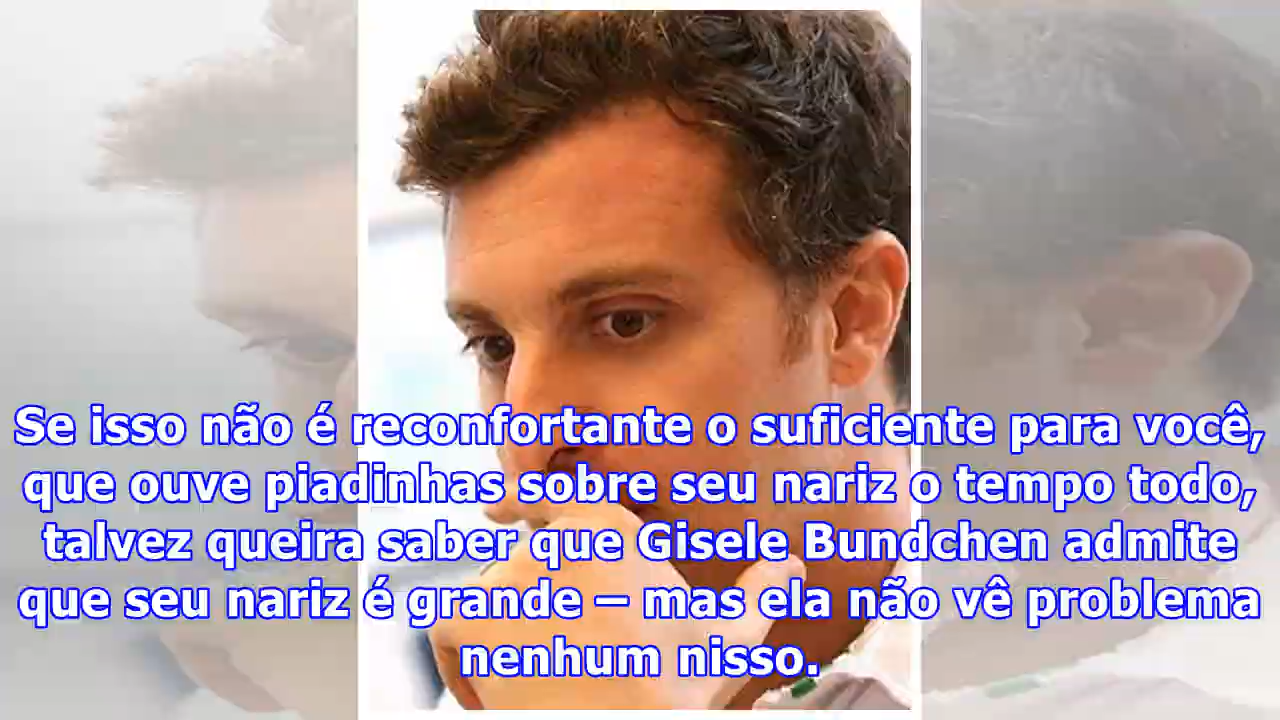 Se isso não é reconfortante o suficiente para você,
que ouve piadinhas sobre seu nariz o tempo todo,
talvez queira saber que Gisele Bundchen admite
que seu nariz é grande – mas ela não vê problema
nenhum nisso.